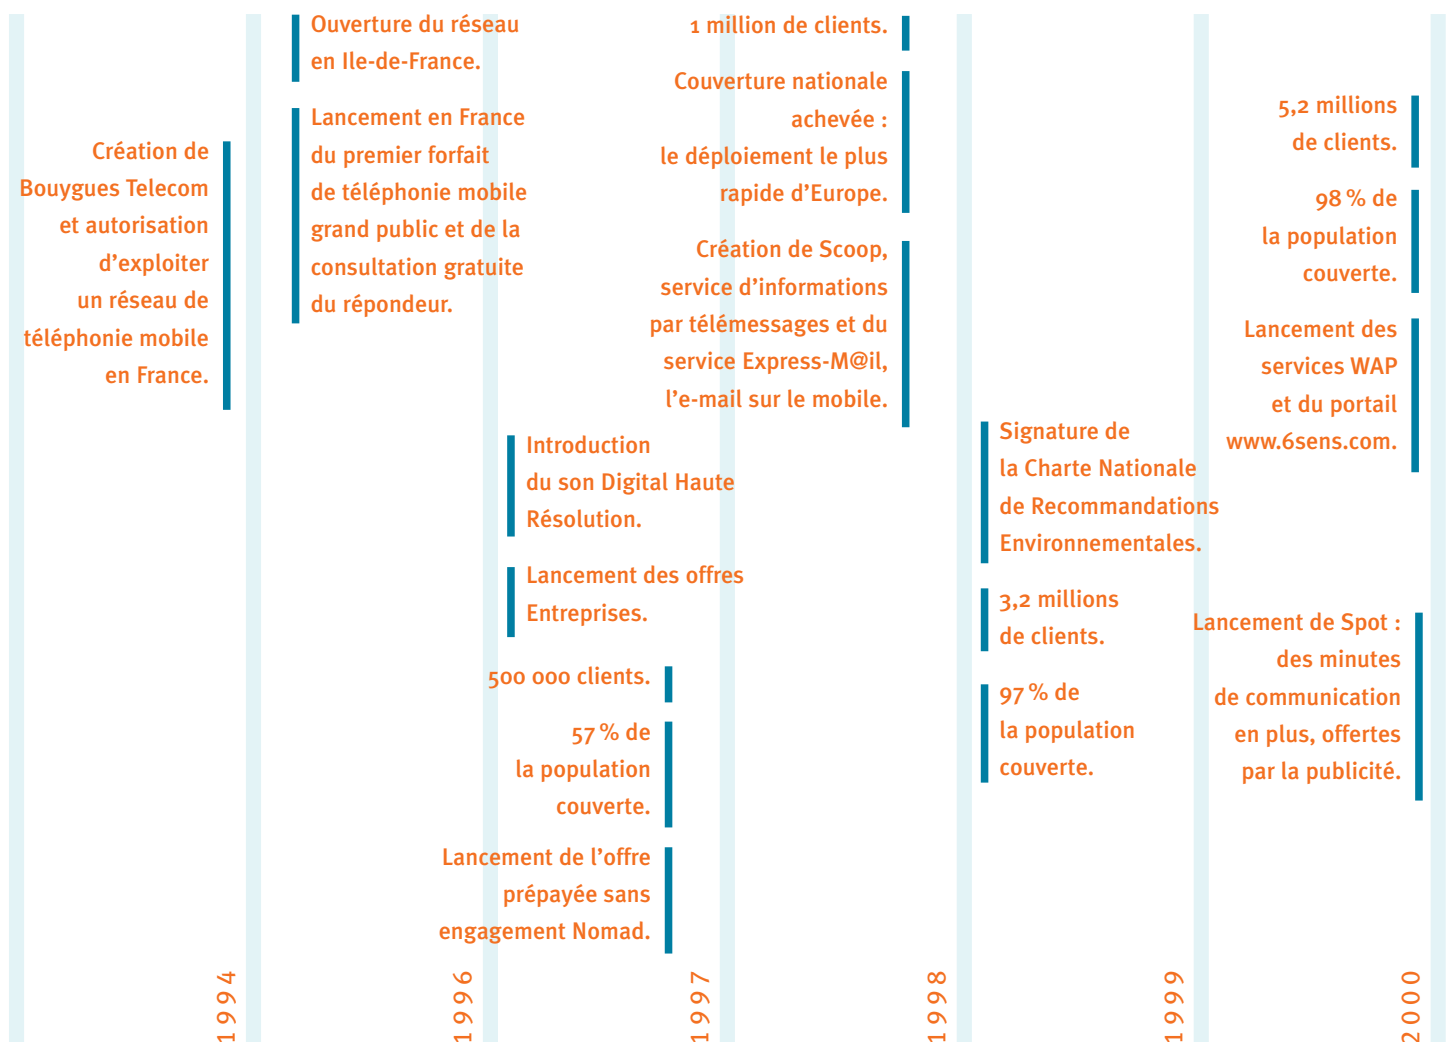 Création de
Bouygues Telecom
et autorisation
d’exploiter
un réseau de
téléphonie mobile
en France.
Ouverture du réseau
en Ile-de-France.
Lancement en France
du premier forfait
de téléphonie mobile
grand public et de la
consultation gratuite
du répondeur.
Introduction
du son Digital Haute
Résolution.
Lancement des offres
Entreprises.
500 000 clients.
57 % de
la population
couverte.
Lancement de l’offre
prépayée sans
engagement Nomad.
1 million de clients.
Couverture nationale
achevée :
le déploiement le plus
rapide d’Europe.
Création de Scoop,
service d’informations
par télémessages et du
service Express-M@il,
l’e-mail sur le mobile.
Signature de
la Charte Nationale
de Recommandations
Environnementales.
3,2 millions
de clients.
97 % de
la population
couverte.
5,2 millions
de clients.
98 % de
la population
couverte.
Lancement des
services WAP
et du portail
www.6sens.com.
Lancement de Spot :
des minutes
de communication
en plus, offertes
par la publicité.
1994
1996
1997
1998
1999
2000